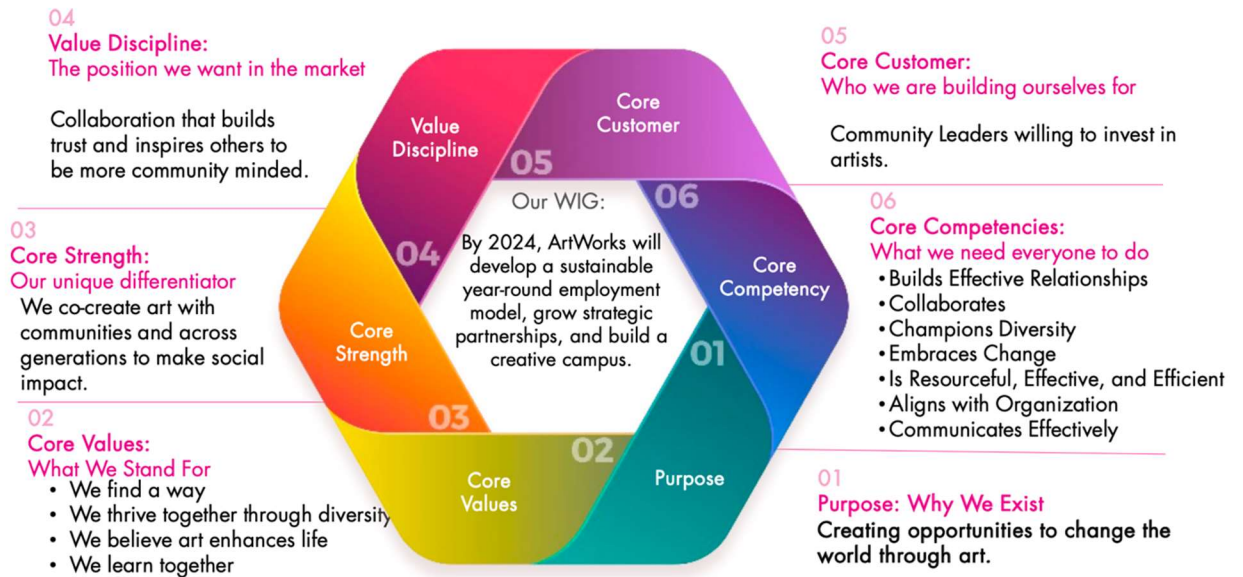 04
Value Discipline:
The position we want in the market
Collaboration that builds
trust and inspires others to
be more community minded.
03
Core Strength:
Our unique differentiator
We co-create art with
communities and across
generations to make social
impact.
02
Core Values:
What We Stand For
• We find a way
• We thrive together through diversity
• We believe art enhances life
• We learn together
Value
Discipline
04
Core
Customer
05
Core
Competency
06
Core
Strength
03
Core
Values
02
Purpose
01
Our WIG:
By 2024, ArtWorks will
develop a sustainable
year-round employment
model, grow strategic
partnerships, and build a
creative campus.
05
Core Customer:
Who we are building ourselves for
Community Leaders willing to invest in
artists.
06
Core Competencies:
What we need everyone to do
• Builds Effective Relationships
• Collaborates
• Champions Diversity
• Embraces Change
• Is Resourceful, Effective, and Efficient
• Aligns with Organization
• Communicates Effectively
01
Purpose: Why We Exist
Creating opportunities to change the
world through art.